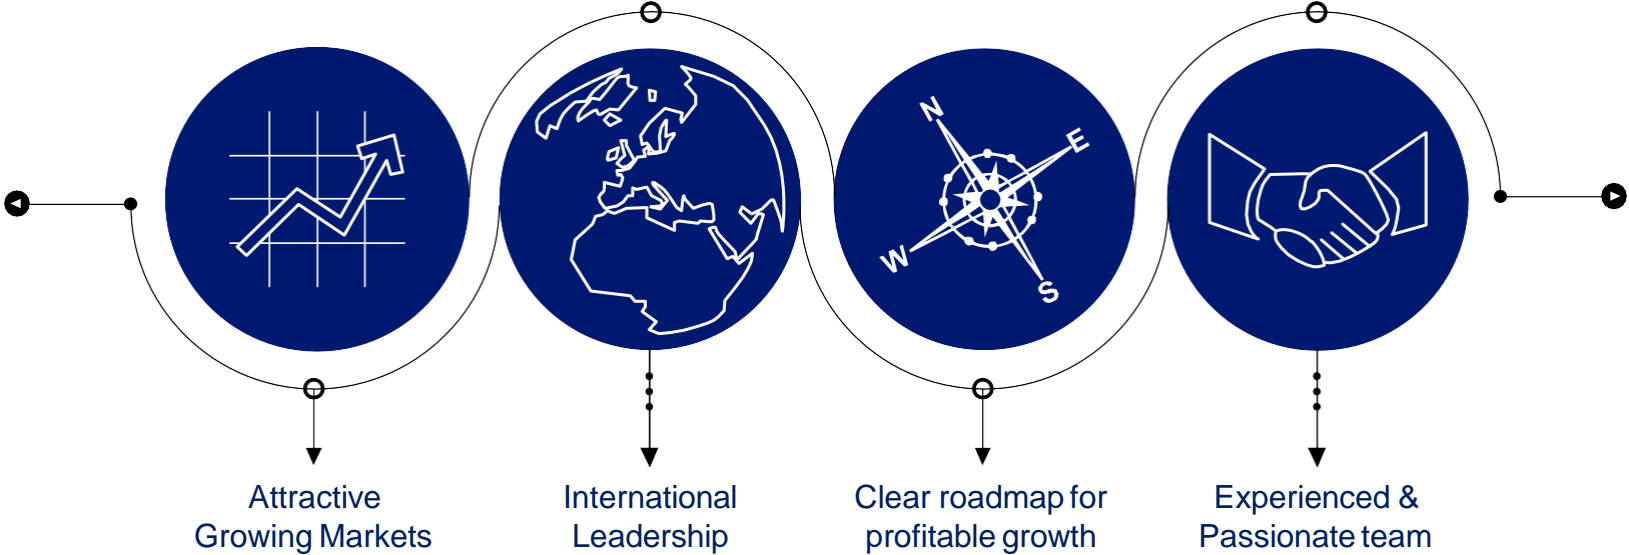 N
E
W
S
Attractive
Growing Markets
International
Leadership
Clear roadmap for
profitable growth
Experienced &
Passionate team